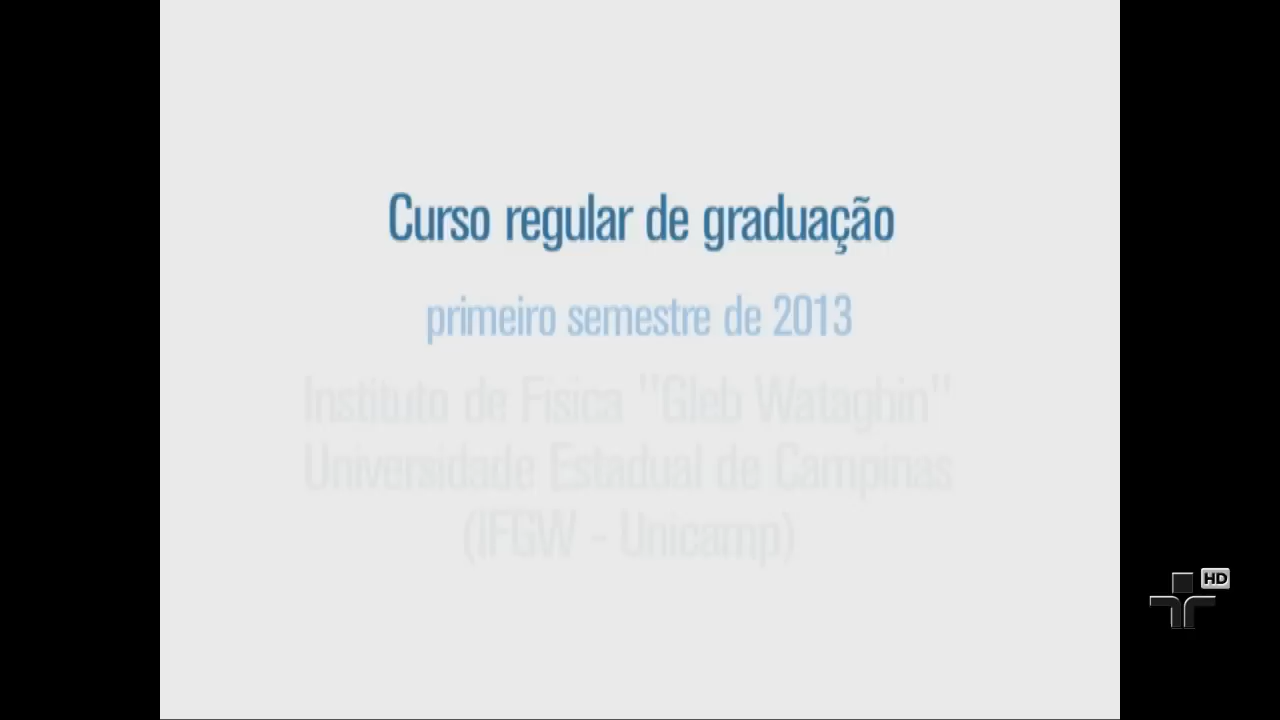 Curso regular de graduação
primeiro semestre de 2013
Instituto de Física "Gleb Wataghin"
Universidade Estadual de Campinas
(IFGW - Unicamp)
HD